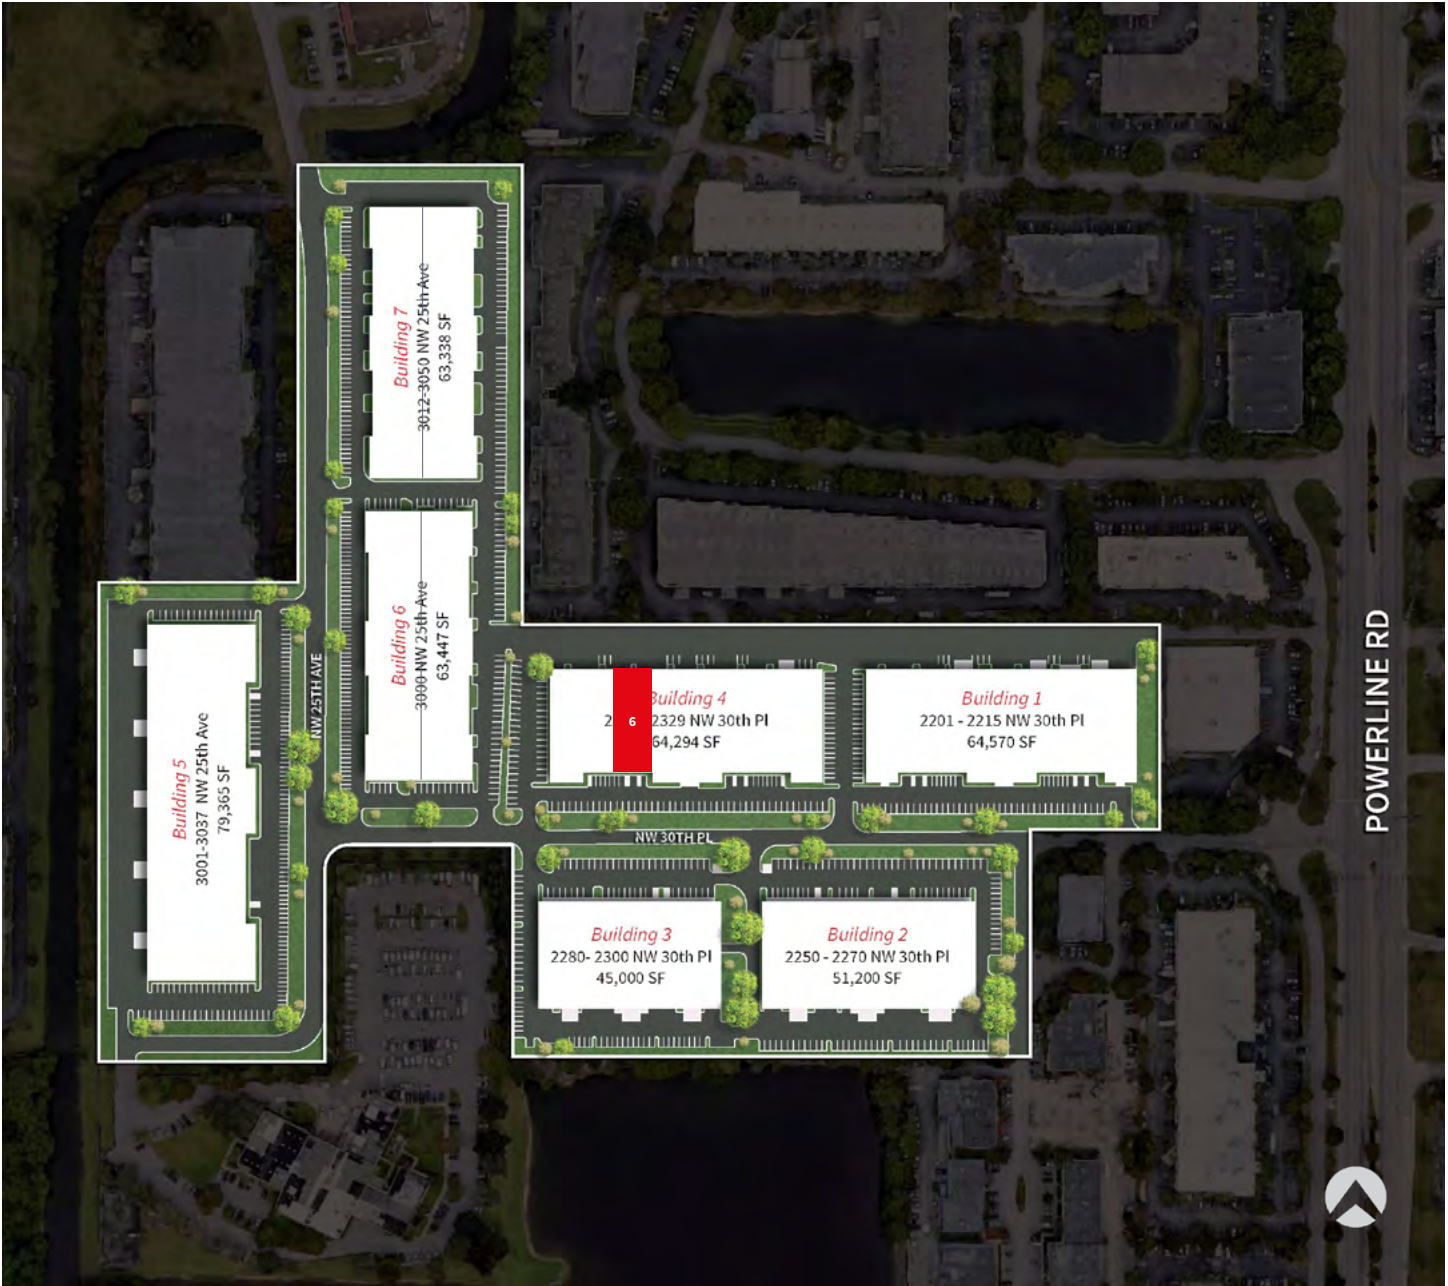 Building 7
3012-3050 NW 25th Ave
63,338 SF
Building 6
3000 NW 25th Ave
63,447 SF
NW 25TH AVE
POWERLINE RD
Building 4
2329 NW 30th Pl
64,294 SF
6
Building 1
2201 - 2215 NW 30th Pl
64,570 SF
Building 5
3001-3037 NW 25th Ave
79,365 SF
NW 30TH PL
Building 3
2280- 2300 NW 30th Pl
45,000 SF
Building 2
2250 - 2270 NW 30th Pl
51,200 SF